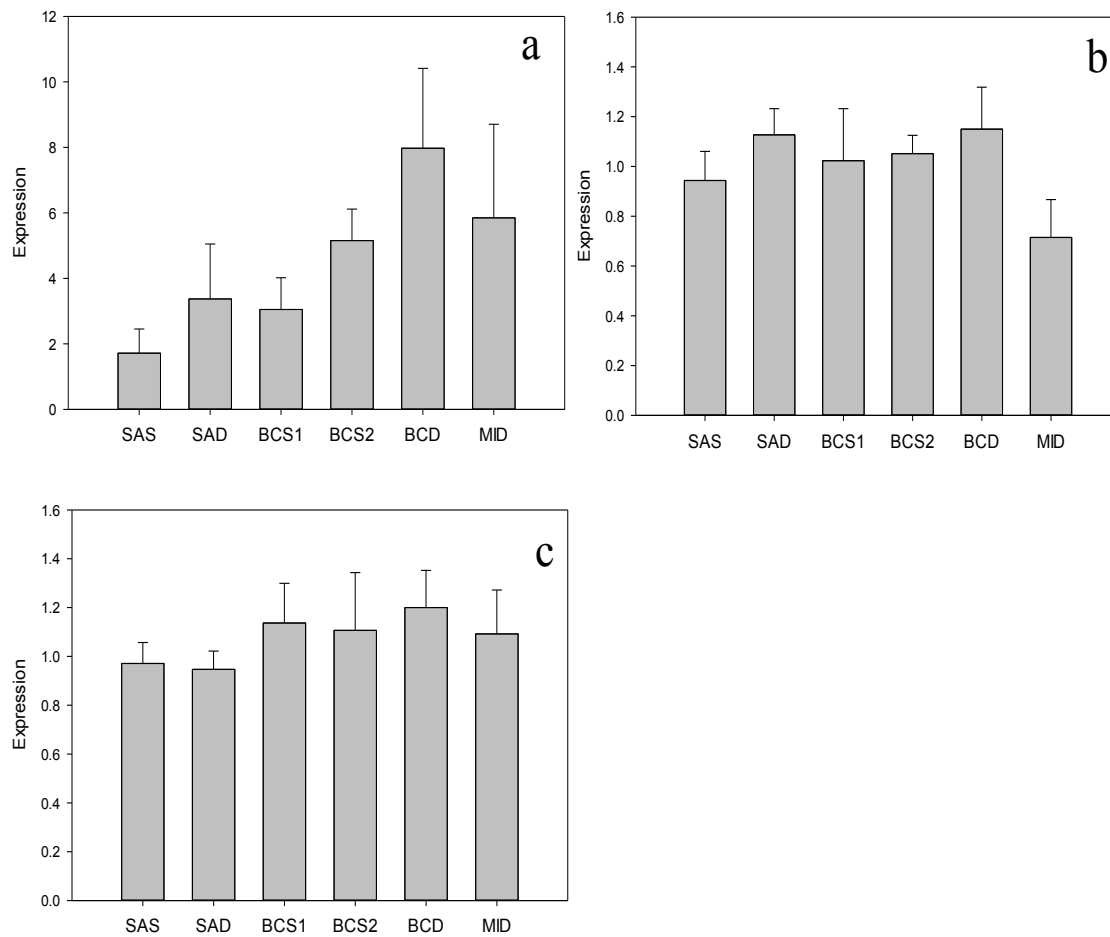 a
12
10
8
6
4
2
0
Expression
SAS SAD BCS1 BCS2 BCD MID
b
1.6
1.4
1.2
1.0
0.8
0.6
0.4
0.2
0.0
Expression
SAS SAD BCS1 BCS2 BCD MID
c
1.6
1.4
1.2
1.0
0.8
0.6
0.4
0.2
0.0
Expression
SAS SAD BCS1 BCS2 BCD MID